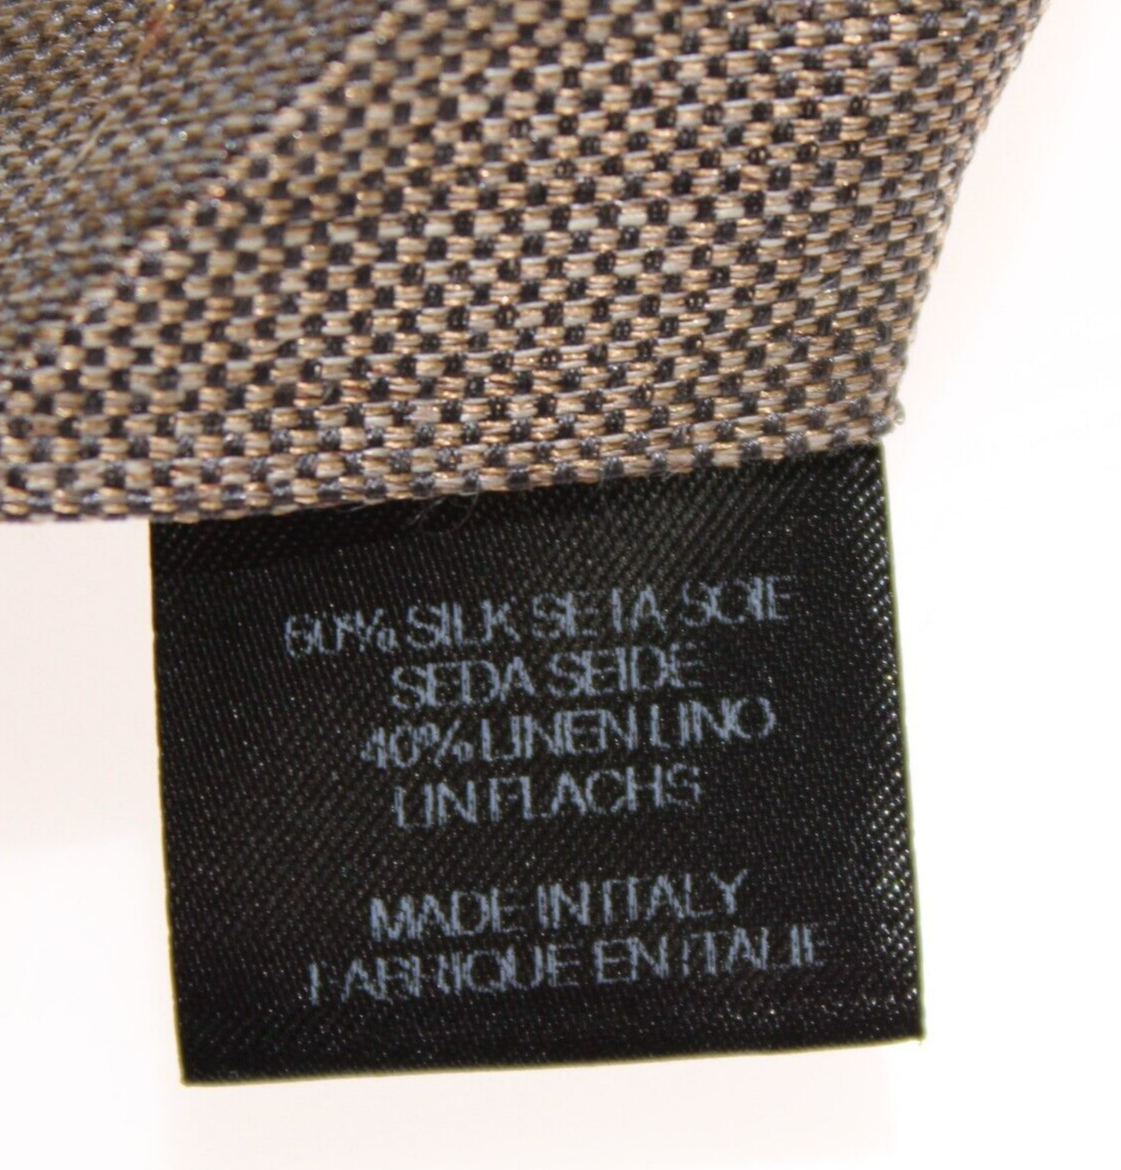 60% SILK SETA SOIE
SEDA SEIDE
40% LINEN LINO
LIN FLACHS
MADE IN ITALY
FABRIQUE EN ITALIE